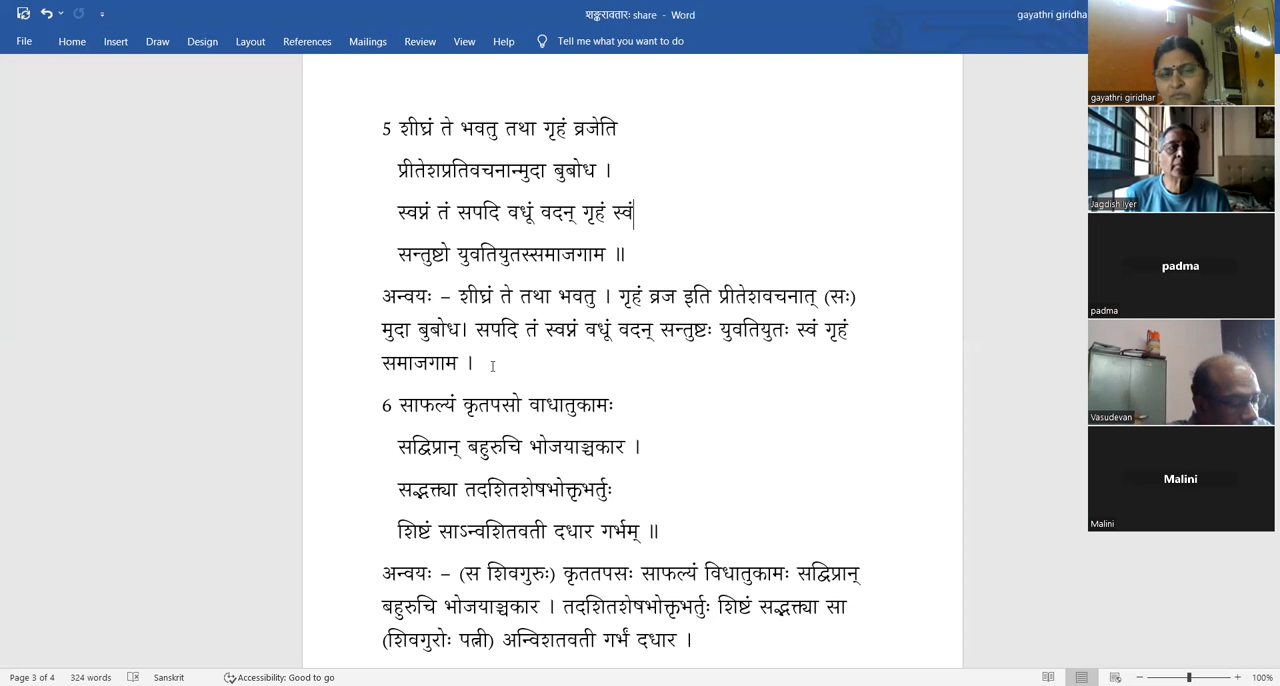 शङ्करावतारः share - Word
gayathri giridha
File Home Insert Draw Design Layout References Mailings Review View Help Tell me what you want to do
5 शीघ्रं ते भवतु तथा गृहं व्रजेति
प्रीतेशप्रतिवचनान्मुदा बुबोध ।
स्वप्नं तं सपदि वधूं वदन् गृहं स्वं
सन्तुष्टो युवतियुतस्समाजगाम ॥
अन्वयः – शीघ्रं ते तथा भवतु । गृहं व्रज इति प्रीतेशवचनात् (सः)
मुदा बुबोध। सपदि तं स्वप्नं वधूं वदन् सन्तुष्टः युवतियुतः स्वं गृहं
समाजगाम ।
6 साफल्यं कृतपसो वाधातुकामः
सद्विप्रान् बहुरुचि भोजयाञ्चकार ।
सद्भक्त्या तदशितशेषभोक्तृभर्तुः
शिष्टं साऽन्वशितवती दधार गर्भम् ॥
अन्वयः – (स शिवगुरुः) कृततपसः साफल्यं विधातुकामः सद्विप्रान्
बहुरुचि भोजयाञ्चकार । तदशितशेषभोक्तृभर्तुः शिष्टं सद्भक्त्या सा
(शिवगुरोः पत्नी) अन्विशतवती गर्भं दधार ।
gayathri giridhar
Jagdish Iyer
padma
padma
Vasudevan
Malini
Malini
Page 3 of 4 324 words Sanskrit Accessibility: Good to go 100%